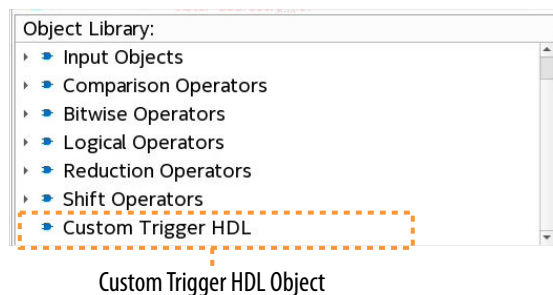 Object Library:
Input Objects
Comparison Operators
Bitwise Operators
Logical Operators
Reduction Operators
Shift Operators
Custom Trigger HDL
Custom Trigger HDL Object